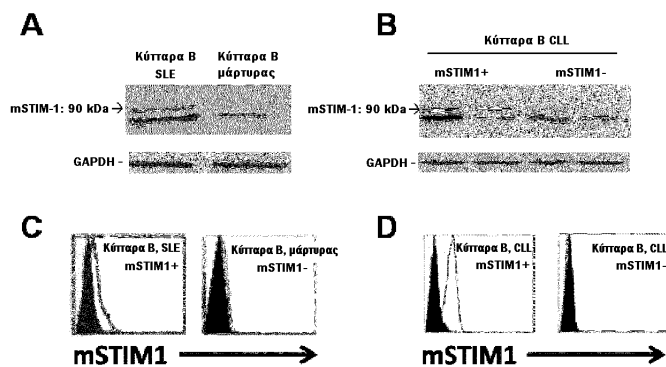 A
Κύτταρα Β
SLE
Κύτταρα Β
μάρτυρας
mSTIM-1: 90 kDa
GAPDH -
B
Κύτταρα Β CLL
mSTIM1+
mSTIM1-
mSTIM-1: 90 kDa
GAPDH -
C
Κύτταρα Β, SLE
mSTIM1+
Κύτταρα Β, μάρτυρας
mSTIM1-
mSTIM1
D
Κύτταρα Β, CLL
mSTIM1+
Κύτταρα Β, CLL
mSTIM1-
mSTIM1